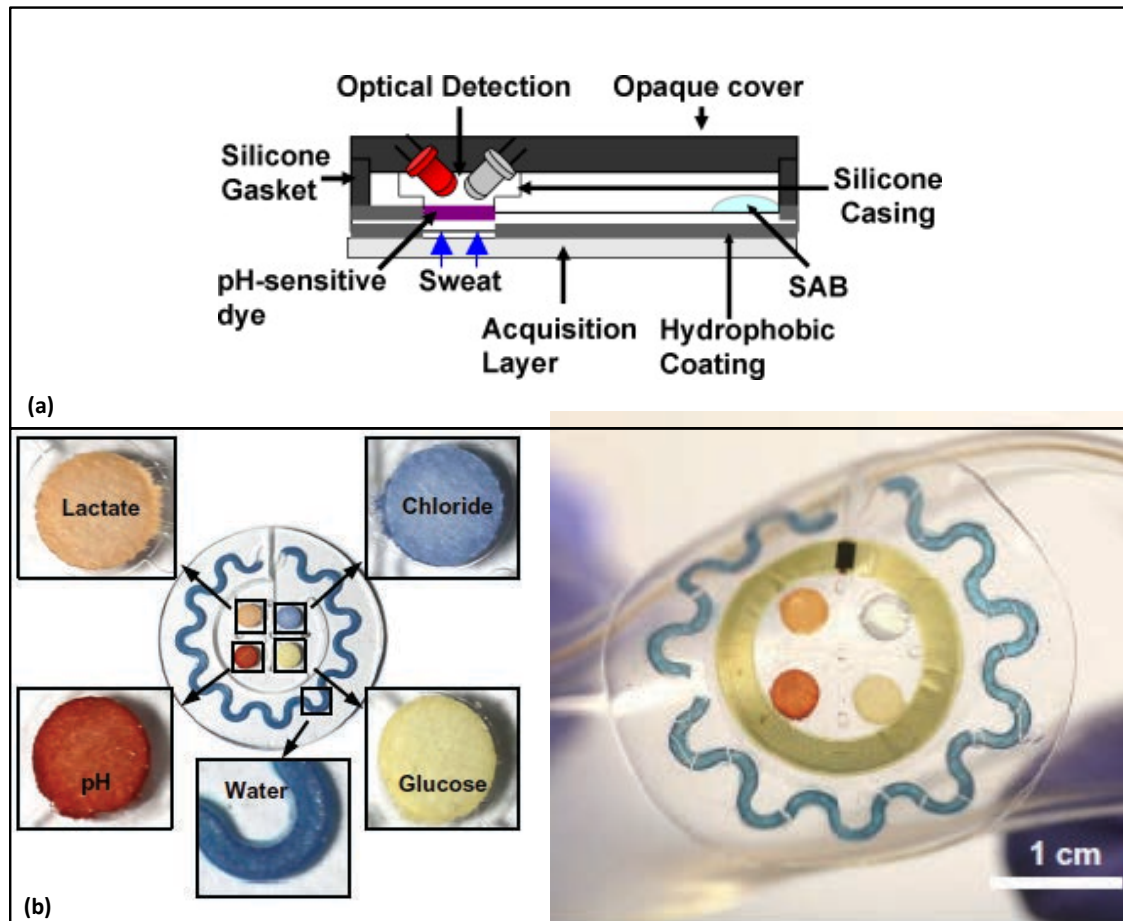 Optical Detection
Opaque cover
Silicone
Gasket
Silicone
Casing
pH-sensitive
dye
Sweat
SAB
Acquisition
Layer
Hydrophobic
Coating
(a)
Lactate
Chloride
pH
Water
Glucose
1 cm
(b)